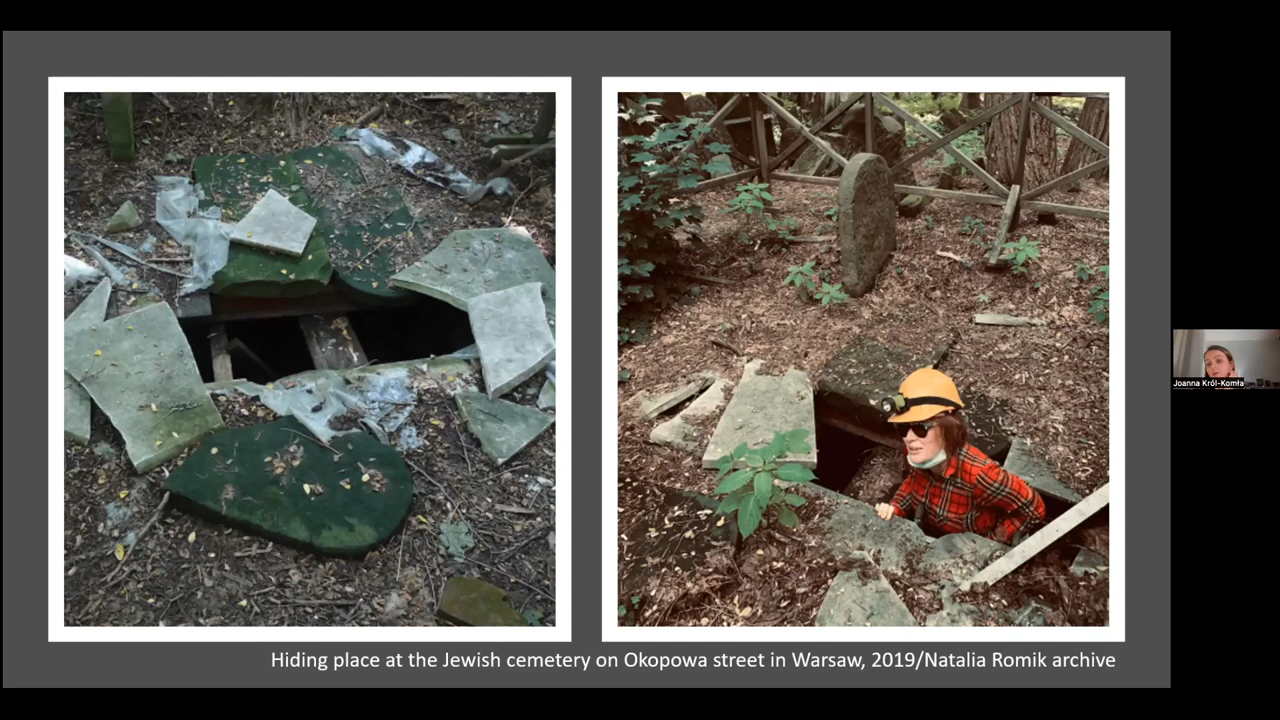 Hiding place at the Jewish cemetery on Okopowa street in Warsaw, 2019/Natalia Romik archive
Joanna Król-Komła